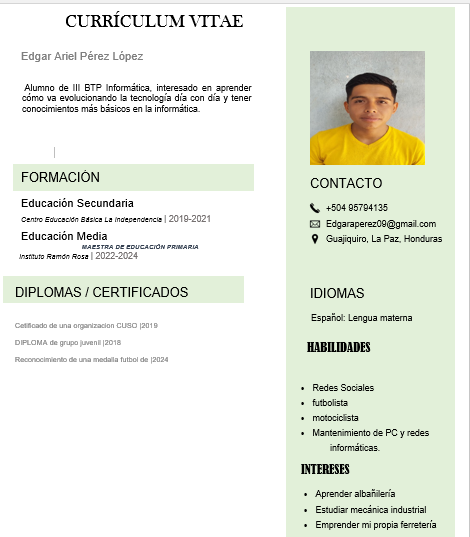 CURRÍCULUM VITAE
Edgar Ariel Pérez López
Alumno de III BTP Informática, interesado en aprender
cómo va evolucionando la tecnología día con día y tener
conocimientos más básicos en la informática.
FORMACIÓN
Educación Secundaria
Centro Educación Básica La Independencia | 2019-2021
Educación Media
MAESTRA DE EDUCACIÓN PRIMARIA
Instituto Ramón Rosa | 2022-2024
DIPLOMAS / CERTIFICADOS
Cetificado de una organizacion CUSO |2019
DIPLOMA de grupo juvenil |2018
Reconocimiento de una medalla futbol de |2024
CONTACTO
+504 95794135
Edgaraperez09@gmail.com
Guajiquiro, La Paz, Honduras
IDIOMAS
Español: Lengua materna
HABILIDADES
• Redes Sociales
• futbolista
• motociclista
• Mantenimiento de PC y redes
informáticas.
INTERESES
• Aprender albañilería
• Estudiar mecánica industrial
• Emprender mi propia ferretería